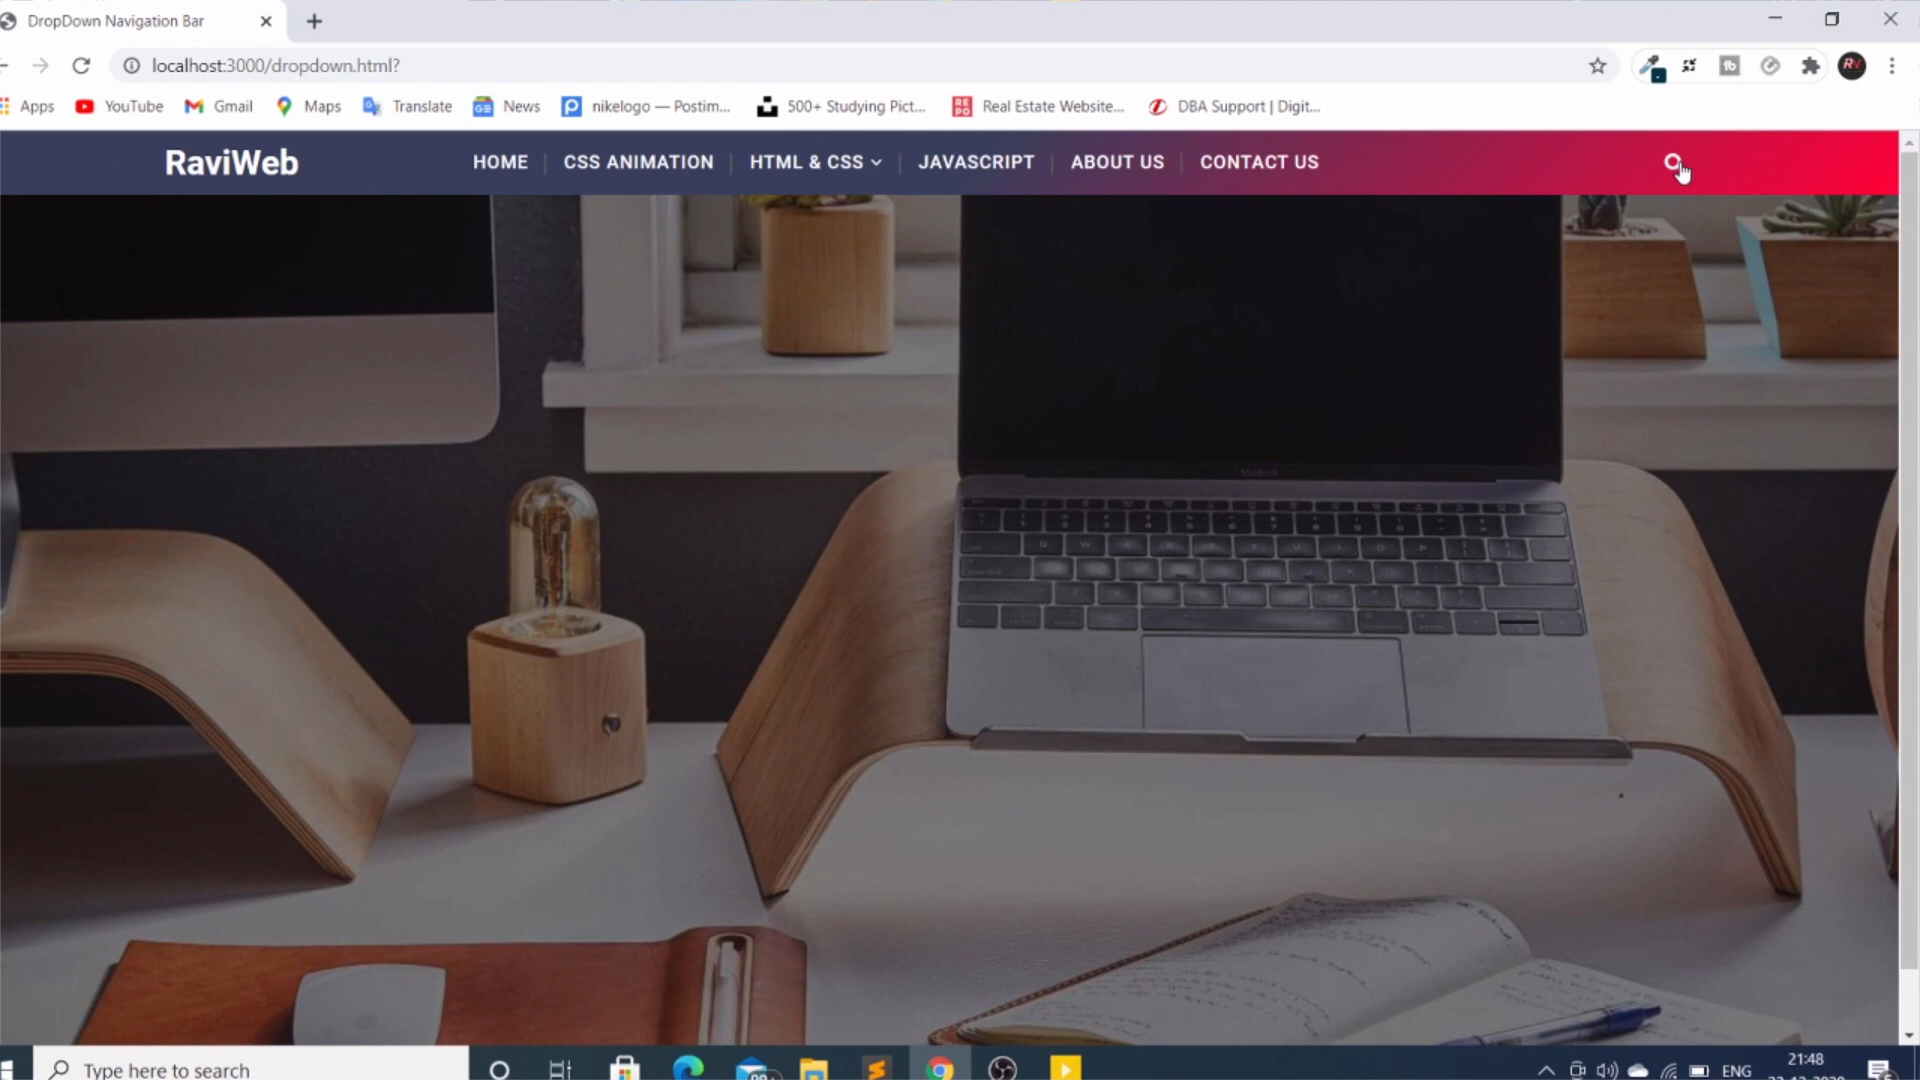 DropDown Navigation Bar
localhost:3000/dropdown.html?
Apps YouTube Gmail Maps Translate News nikelogo — Postim... 500+ Studying Pict... Real Estate Website... DBA Support | Digit...
RaviWeb HOME CSS ANIMATION HTML & CSS JAVASCRIPT ABOUT US CONTACT US
MacBook
Type here to search
ENG
21:48